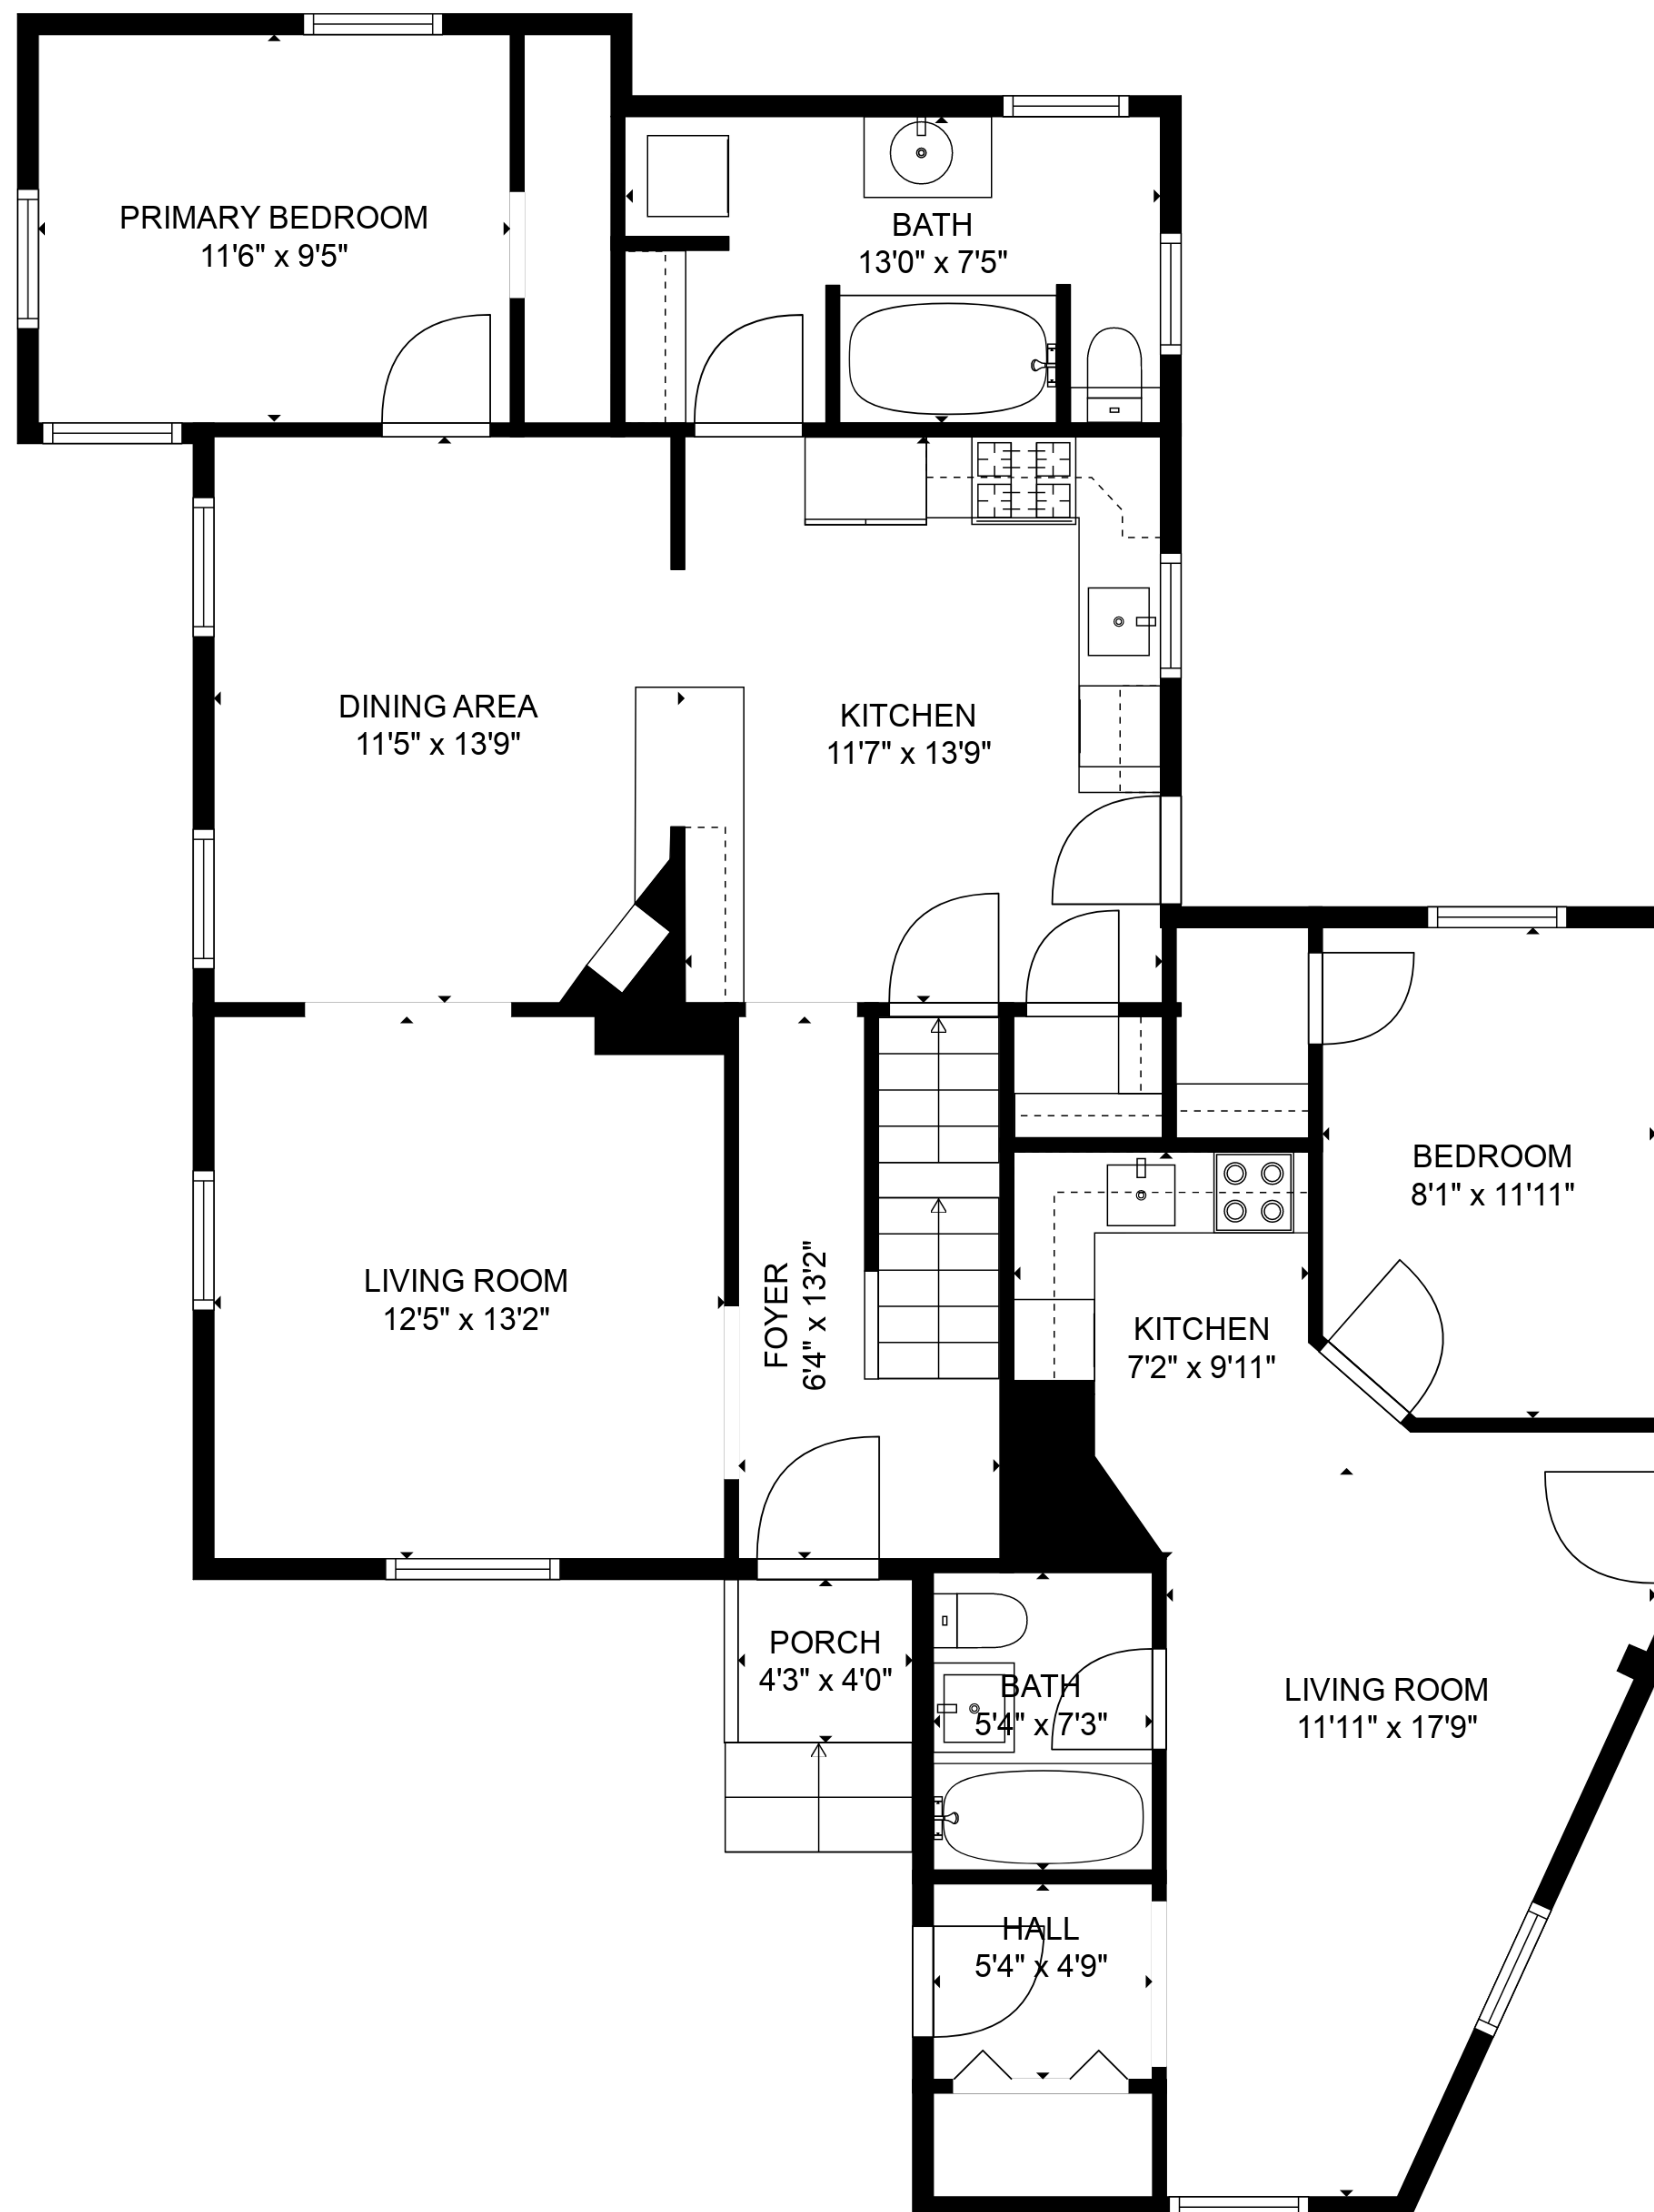 PRIMARY BEDROOM
11'6" x 9'5"
BATH
13'0" x 7'5"
DINING AREA
11'5" x 13'9"
KITCHEN
11'7" x 13'9"
BEDROOM
8'1" x 11'11"
LIVING ROOM
12'5" x 13'2"
FOYER
6'4" x 13'2"
KITCHEN
7'2" x 9'11"
PORCH
4'3" x 4'0"
BATH
5'4" x 7'3"
LIVING ROOM
11'11" x 17'9"
HALL
5'4" x 4'9"